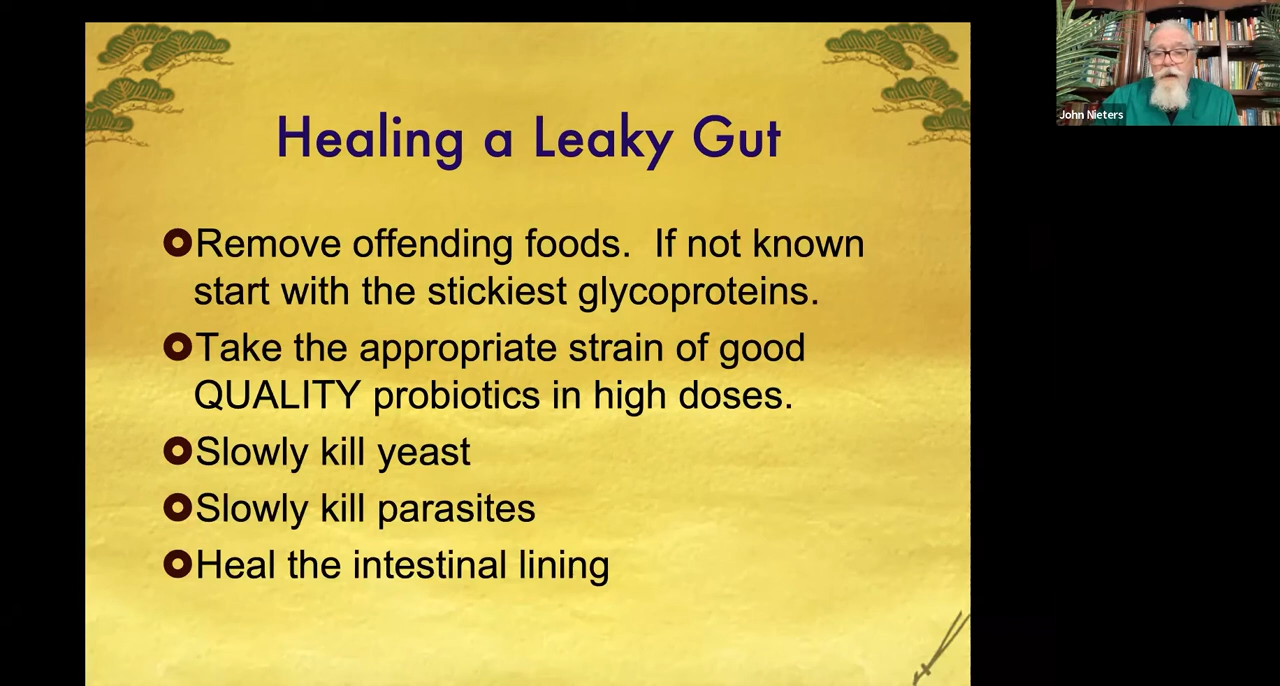 Healing a Leaky Gut
Remove offending foods.  If not known
start with the stickiest glycoproteins.
Take the appropriate strain of good
QUALITY probiotics in high doses.
Slowly kill yeast
Slowly kill parasites
Heal the intestinal lining
John Nieters